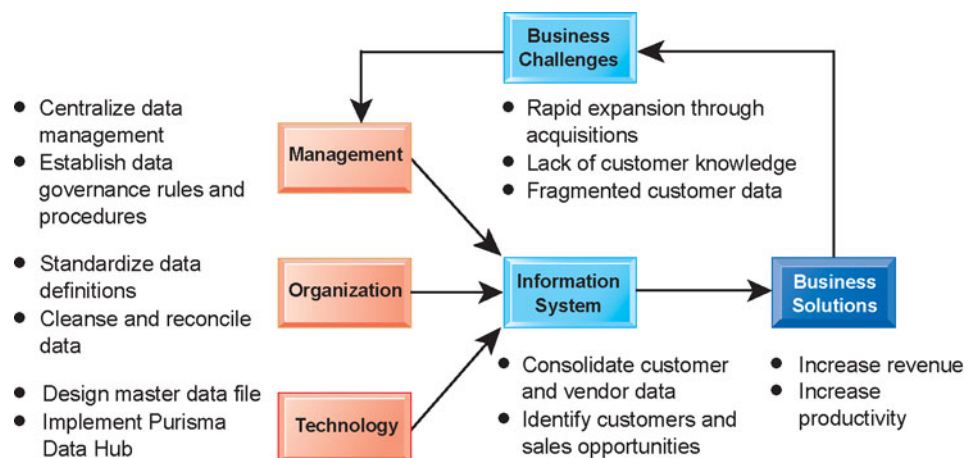 Business
Challenges
● Centralize data
management
● Establish data
governance rules and
procedures
Management
● Rapid expansion through
acquisitions
● Lack of customer knowledge
● Fragmented customer data
● Standardize data
definitions
● Cleanse and reconcile
data
Organization
Information
System
Business
Solutions
● Design master data file
● Implement Purisma
Data Hub
Technology
● Consolidate customer
and vendor data
● Identify customers and
sales opportunities
● Increase revenue
● Increase
productivity